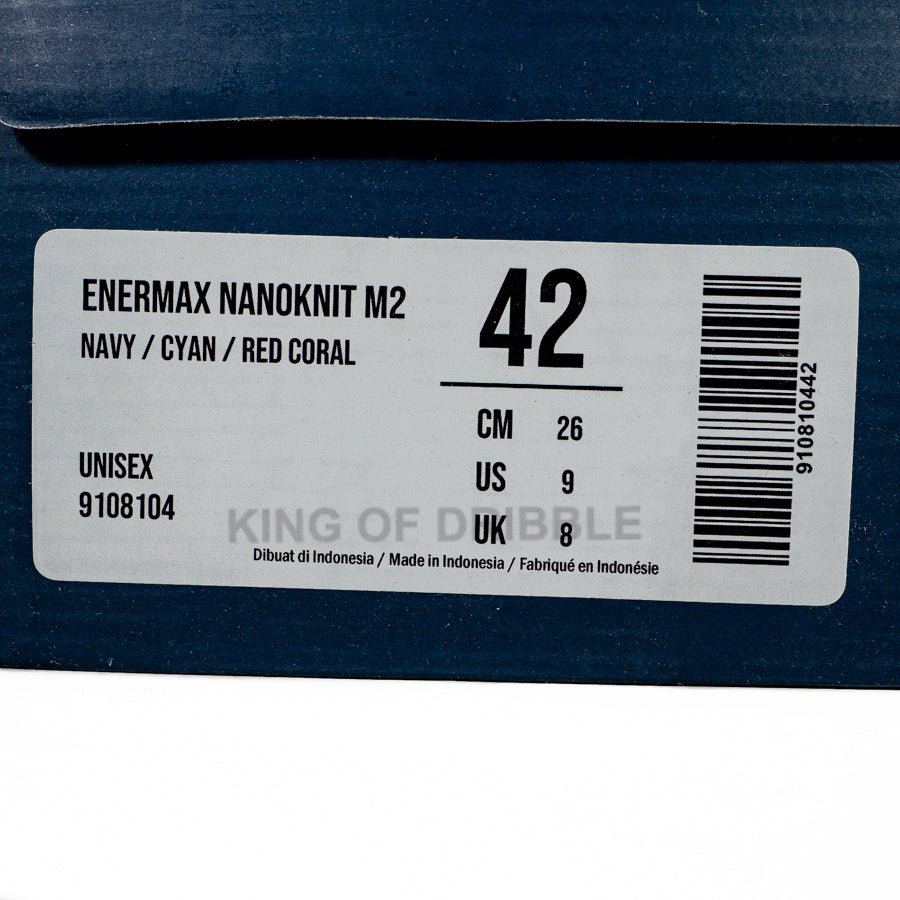 ENERMAX NANOKNIT M2
NAVY / CYAN / RED CORAL
UNISEX
9108104
42
CM 26
US 9
UK 8
KING OF DRIBBLE
Dibuat di Indonesia / Made in Indonesia / Fabriqué en Indonésie
910810442